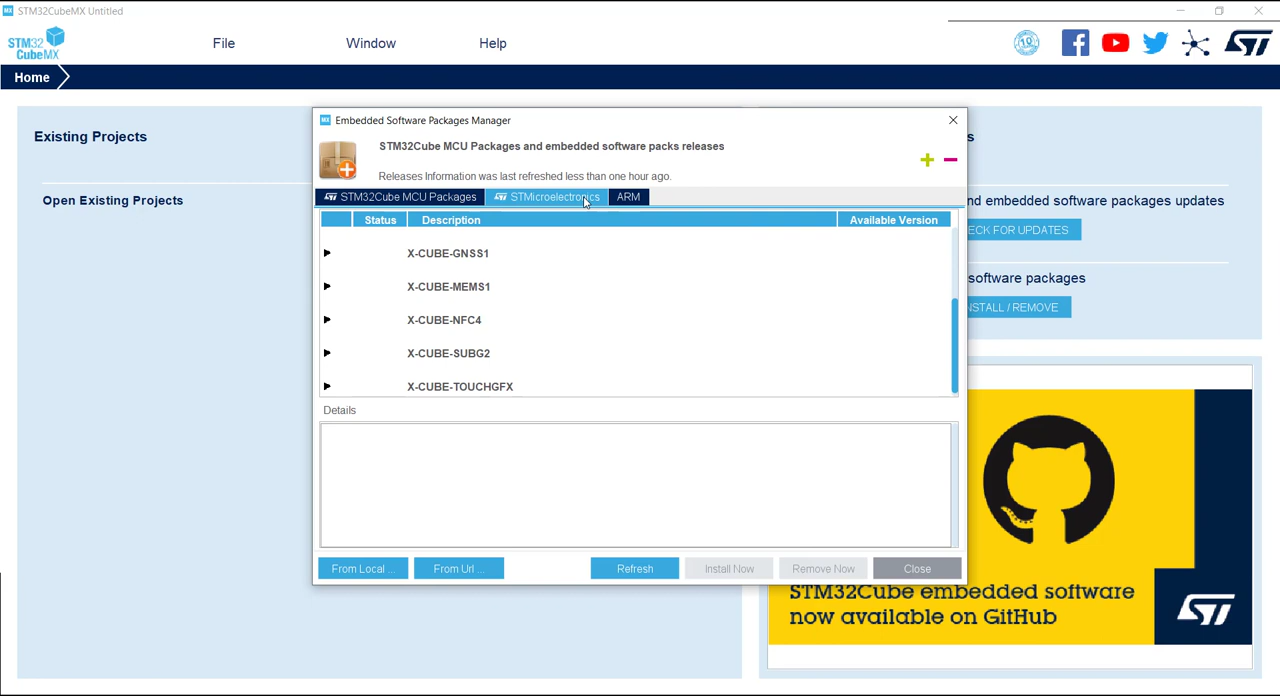 MX STM32CubeMX Untitled
STM32
CubeMX
File
Window
Help
10
Home
Existing Projects
Open Existing Projects
MX Embedded Software Packages Manager
STM32Cube MCU Packages and embedded software packs releases
Releases Information was last refreshed less than one hour ago.
STM32Cube MCU Packages
STMicroelectronics
ARM
Status
Description
Available Version
X-CUBE-GNSS1
X-CUBE-MEMS1
X-CUBE-NFC4
X-CUBE-SUBG2
X-CUBE-TOUCHGFX
Details
From Local ...
From Url ...
Refresh
Install Now
Remove Now
Close
s
nd embedded software packages updates
ECK FOR UPDATES
software packages
NSTALL / REMOVE
STM32Cube embedded software
now available on GitHub